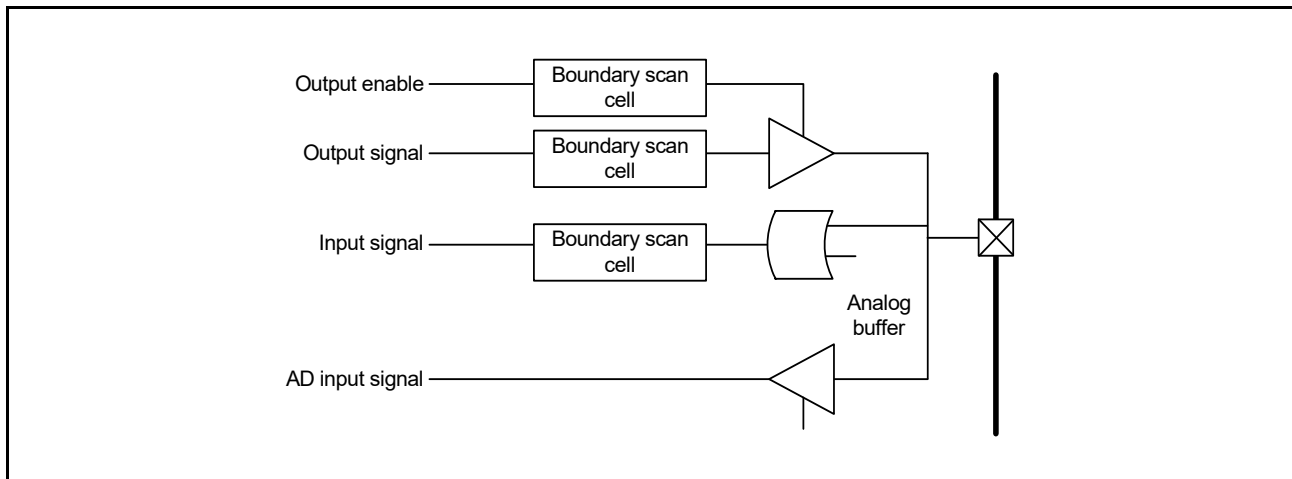 Output enable
Boundary scan
cell
Output signal
Boundary scan
cell
Input signal
Boundary scan
cell
Analog
buffer
AD input signal